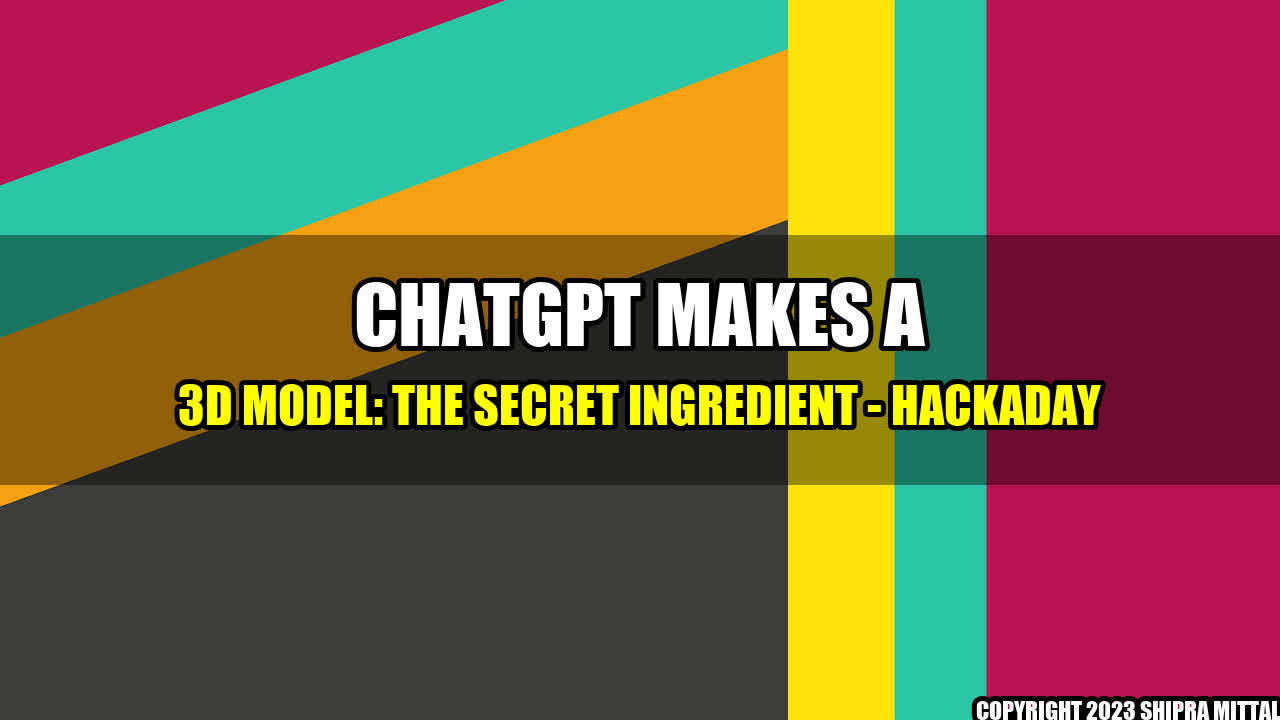 CHATGPT MAKES A
3D MODEL: THE SECRET INGREDIENT - HACKADAY
COPYRIGHT 2023 SHIPRA MITTAL